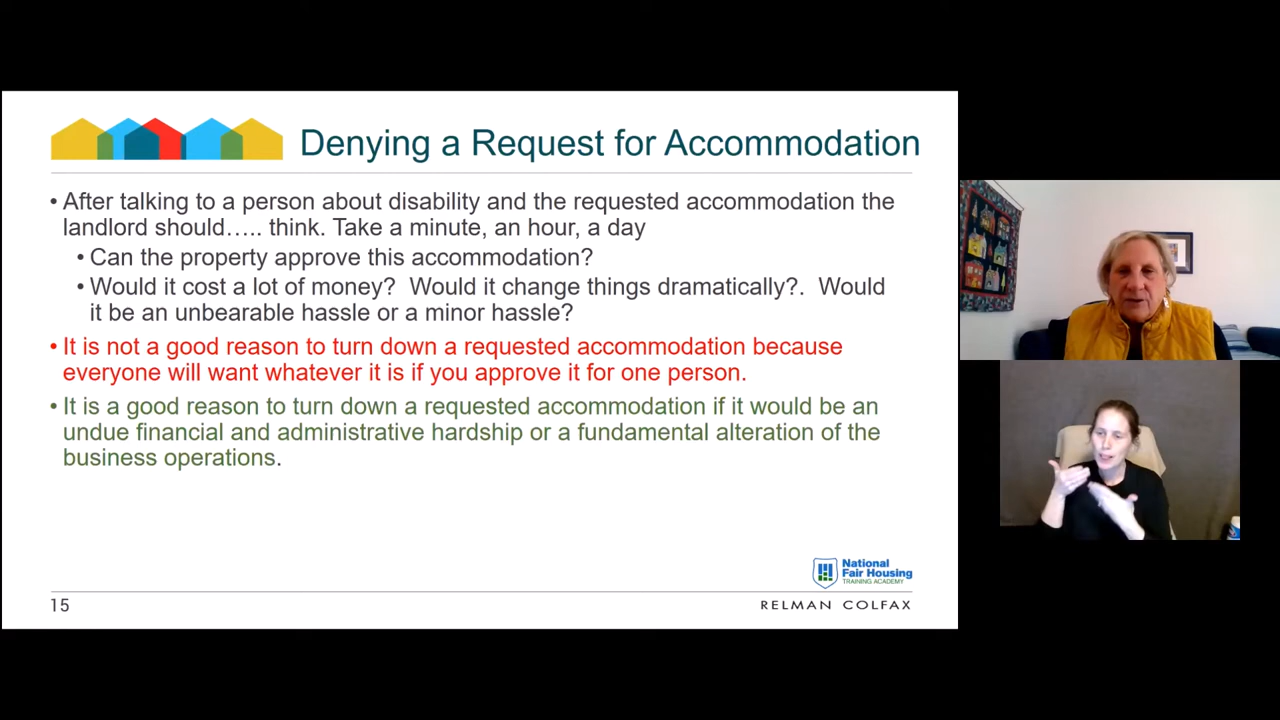 Denying a Request for Accommodation
• After talking to a person about disability and the requested accommodation the
landlord should….. think. Take a minute, an hour, a day
• Can the property approve this accommodation?
• Would it cost a lot of money?  Would it change things dramatically?.  Would
it be an unbearable hassle or a minor hassle?
• It is not a good reason to turn down a requested accommodation because
everyone will want whatever it is if you approve it for one person.
• It is a good reason to turn down a requested accommodation if it would be an
undue financial and administrative hardship or a fundamental alteration of the
business operations.
National
Fair Housing
TRAINING ACADEMY
15
RELMAN COLFAX